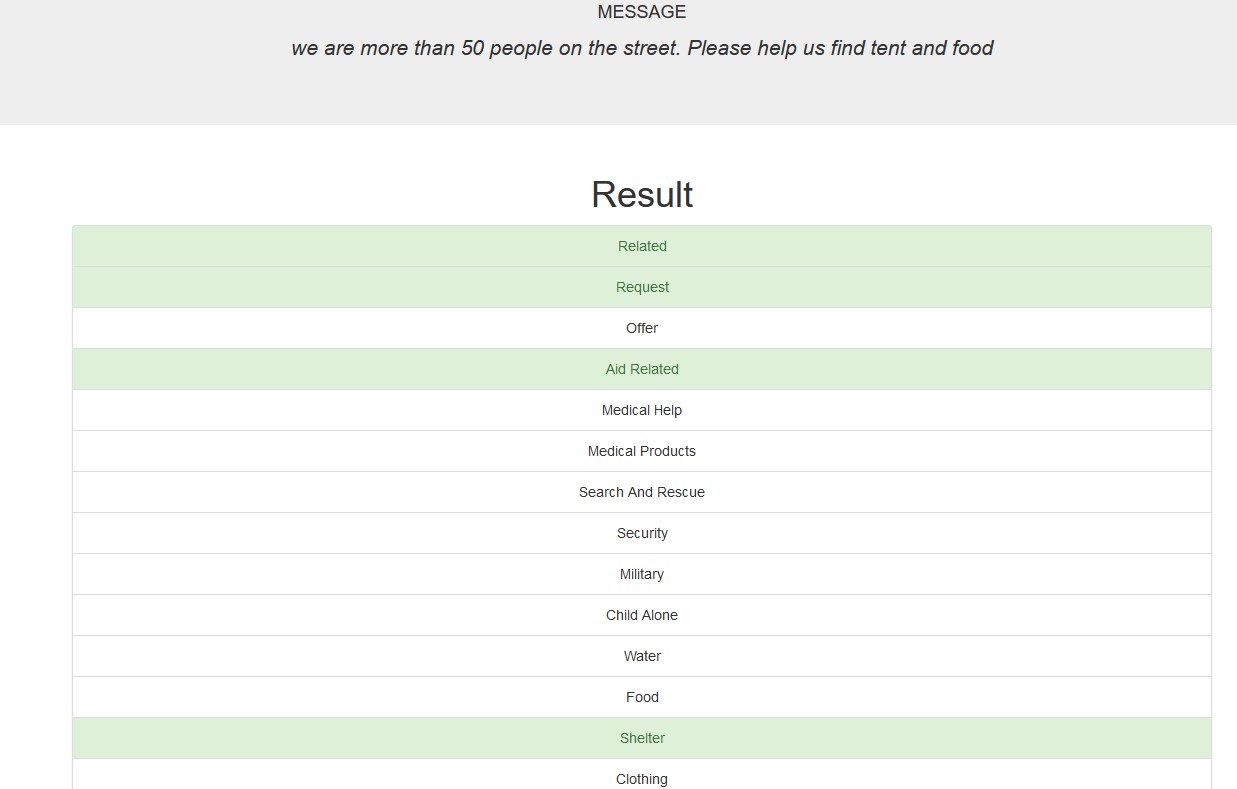 MESSAGE
we are more than 50 people on the street. Please help us find tent and food
Result
Related
Request
Offer
Aid Related
Medical Help
Medical Products
Search And Rescue
Security
Military
Child Alone
Water
Food
Shelter
Clothing